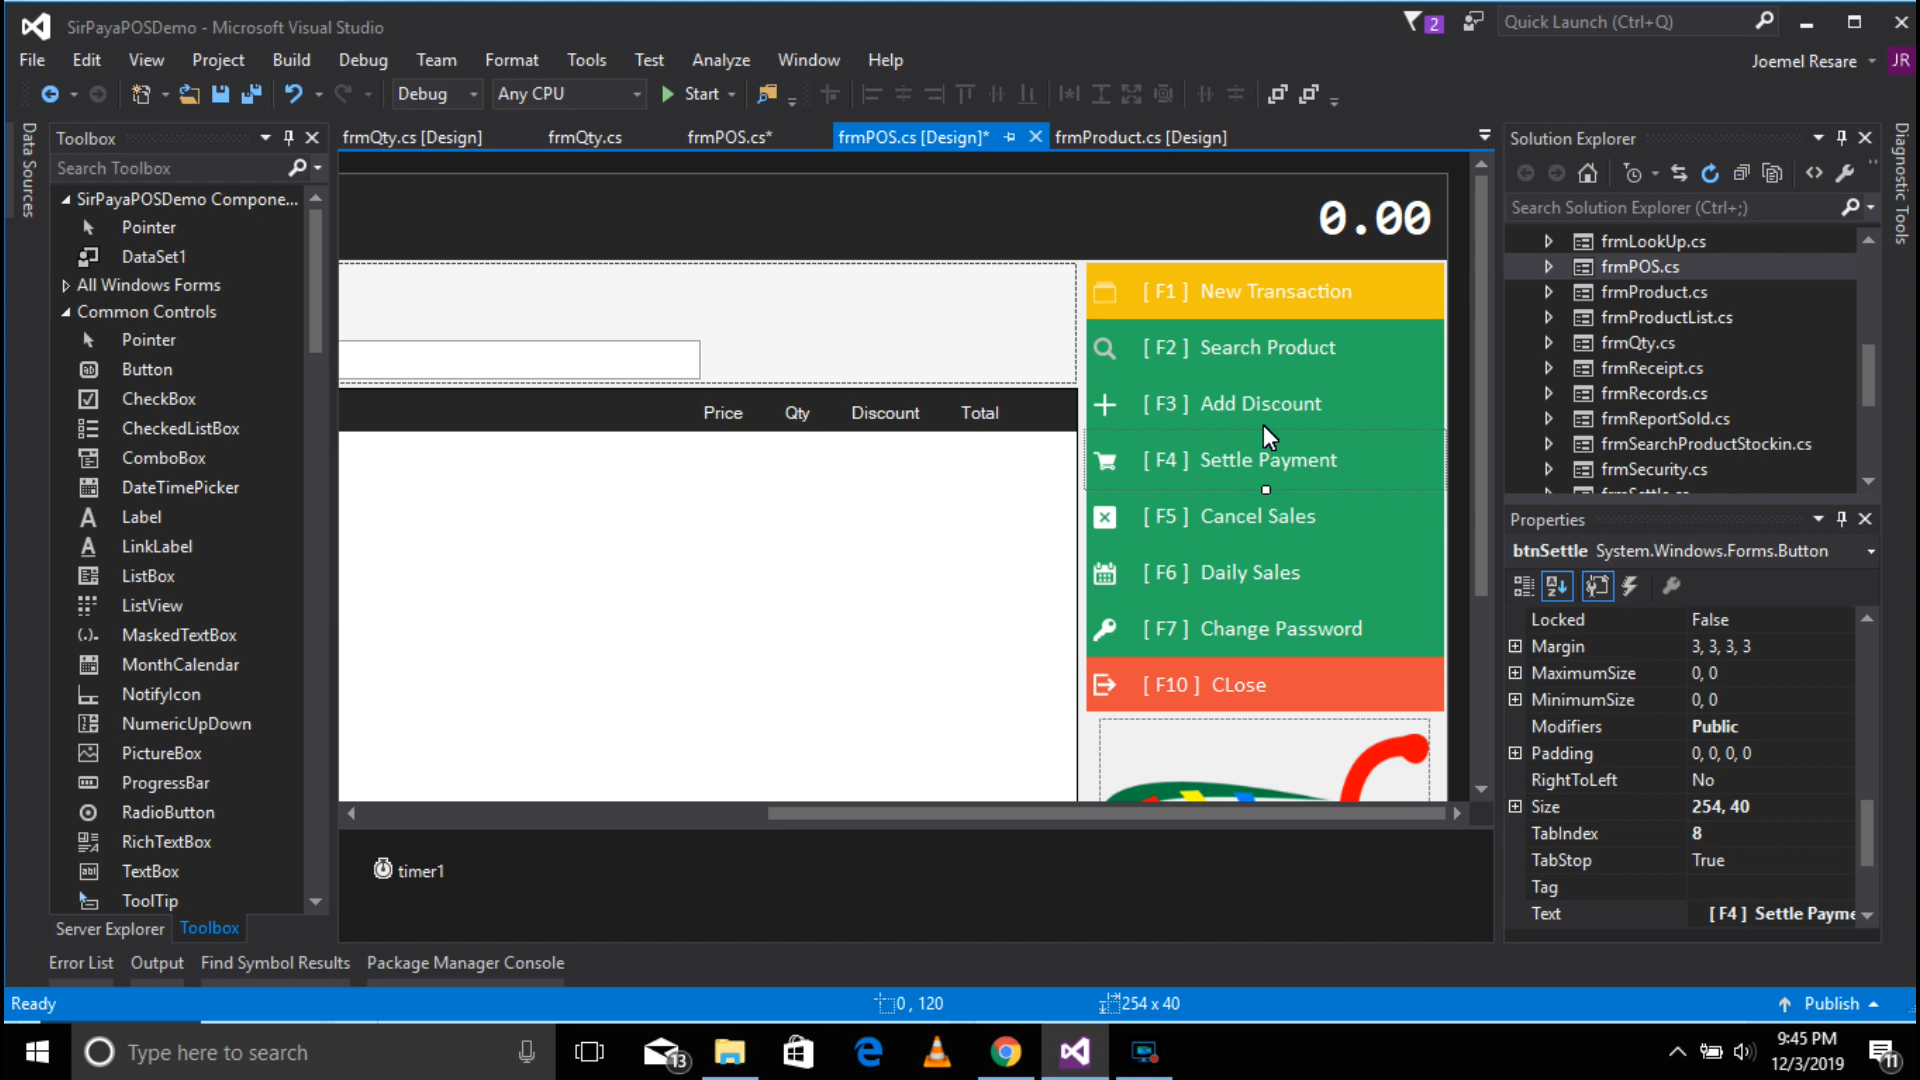 SirPayaPOSDemo - Microsoft Visual Studio
2
Quick Launch (Ctrl+Q)
File Edit View Project Build Debug Team Format Tools Test Analyze Window Help
Joemel Resare JR
Debug Any CPU Start
Data Sources
Toolbox
Search Toolbox
SirPayaPOSDemo Compone...
Pointer
DataSet1
All Windows Forms
Common Controls
Pointer
Button
CheckBox
CheckedListBox
ComboBox
DateTimePicker
Label
LinkLabel
ListBox
ListView
MaskedTextBox
MonthCalendar
NotifyIcon
NumericUpDown
PictureBox
ProgressBar
RadioButton
RichTextBox
TextBox
ToolTip
Server Explorer Toolbox
frmQty.cs [Design] frmQty.cs frmPOS.cs* frmPOS.cs [Design]* frmProduct.cs [Design]
0.00
Price Qty Discount Total
[ F1 ] New Transaction
[ F2 ] Search Product
[ F3 ] Add Discount
[ F4 ] Settle Payment
[ F5 ] Cancel Sales
[ F6 ] Daily Sales
[ F7 ] Change Password
[ F10 ] CLose
timer1
Solution Explorer
Search Solution Explorer (Ctrl+;)
frmLookUp.cs
frmPOS.cs
frmProduct.cs
frmProductList.cs
frmQty.cs
frmReceipt.cs
frmRecords.cs
frmReportSold.cs
frmSearchProductStockin.cs
frmSecurity.cs
frmSettle.cs
Diagnostic Tools
Properties
btnSettle System.Windows.Forms.Button
Locked False
Margin 3, 3, 3, 3
MaximumSize 0, 0
MinimumSize 0, 0
Modifiers Public
Padding 0, 0, 0, 0
RightToLeft No
Size 254, 40
TabIndex 8
TabStop True
Tag
Text [ F4 ] Settle Payme
Error List Output Find Symbol Results Package Manager Console
Ready 0 , 120 254 x 40 Publish
Type here to search
13
9:45 PM
12/3/2019
11